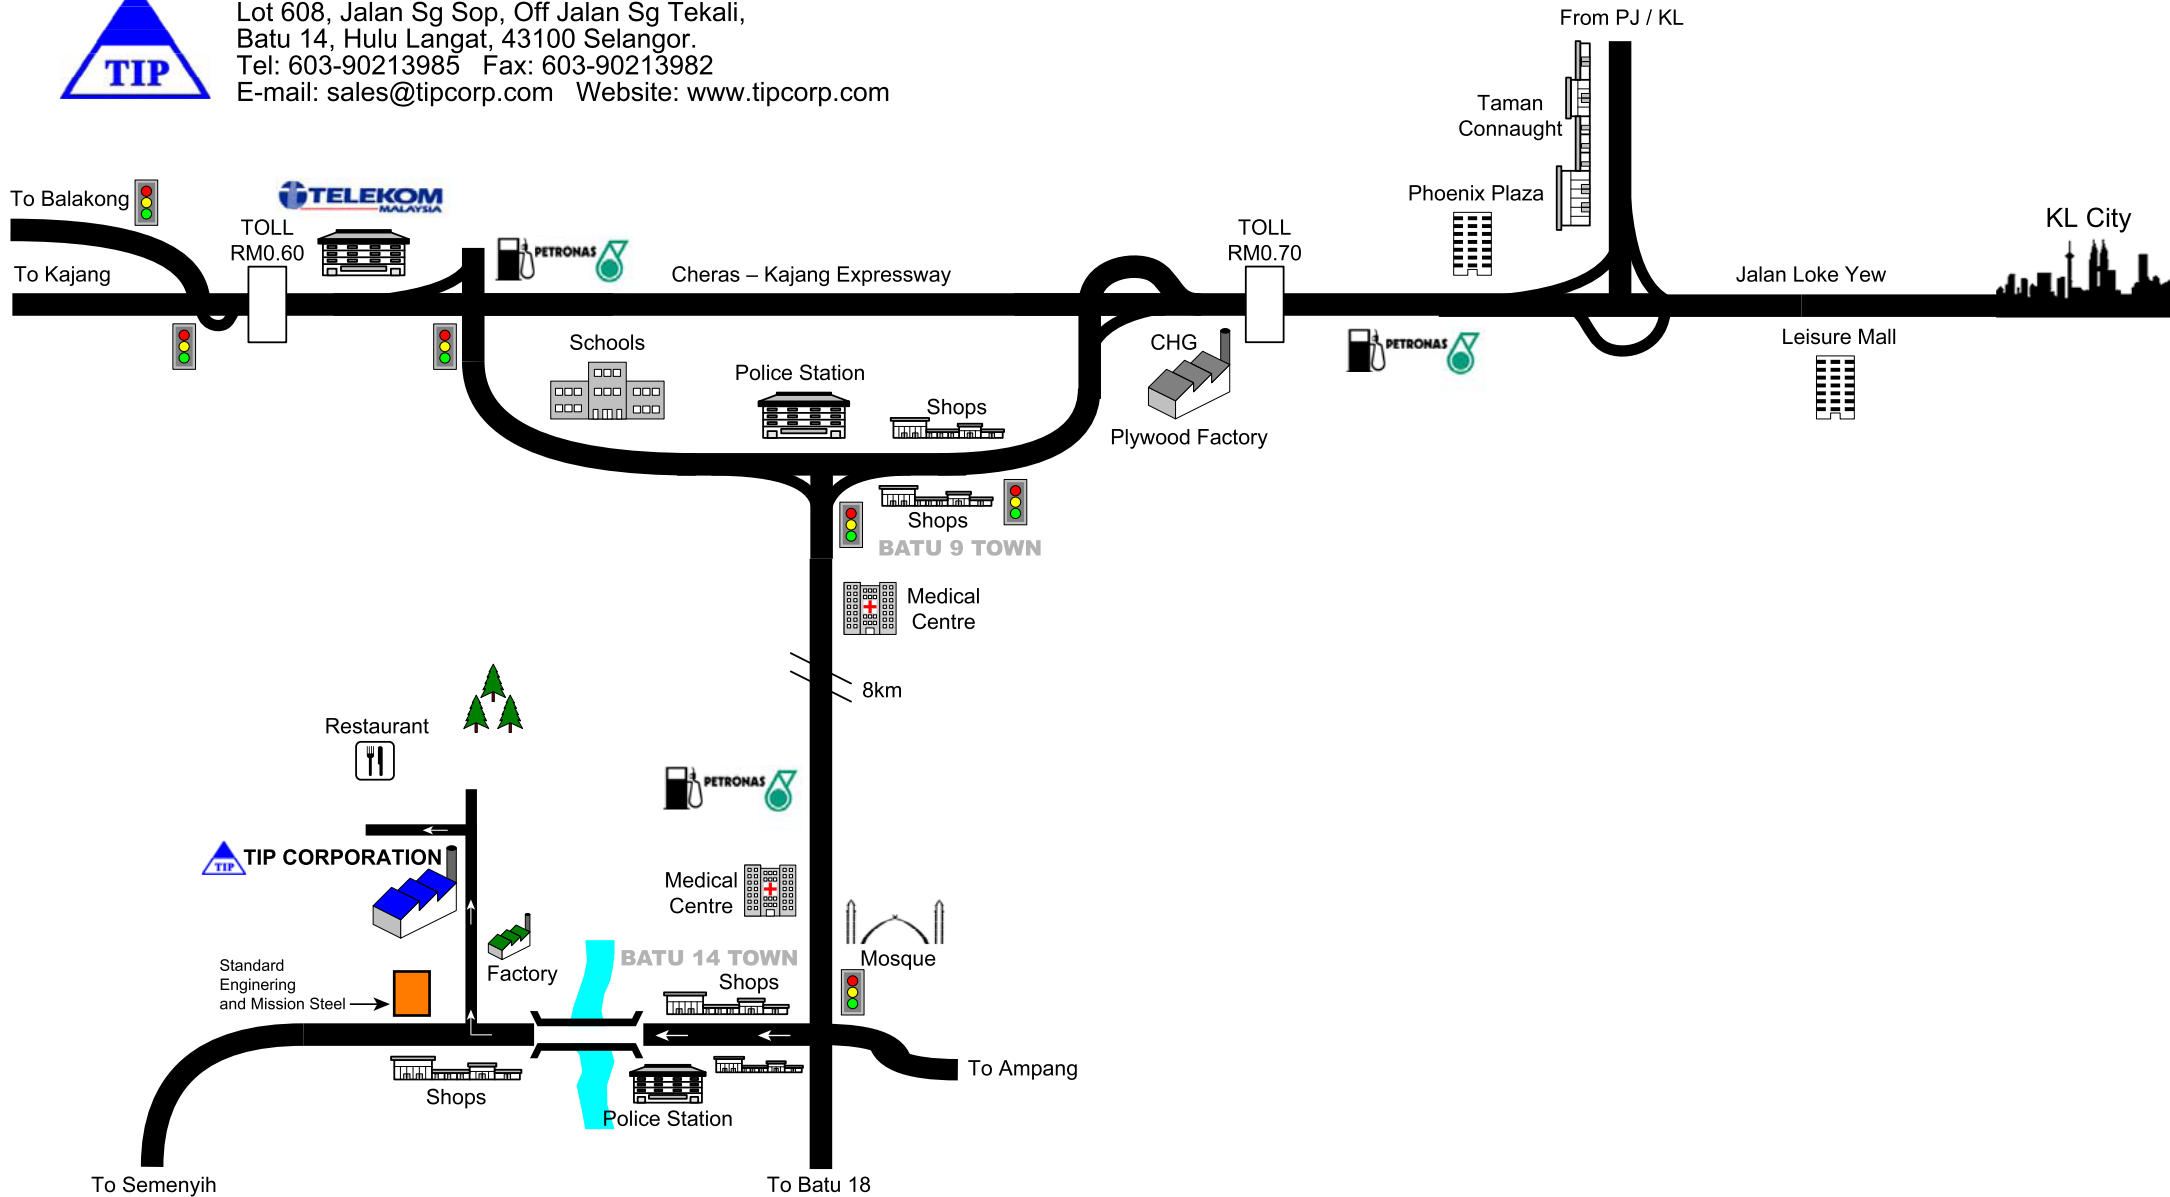 Lot 608, Jalan Sg Sop, Off Jalan Sg Tekali,
Batu 14, Hulu Langat, 43100 Selangor.
Tel: 603-90213985 Fax: 603-90213982
E-mail: sales@tipcorp.com Website: www.tipcorp.com
TIP
From PJ / KL
Taman
Connaught
Phoenix Plaza
KL City
To Balakong
TELEKOM
MALAYSIA
TOLL
RM0.60
PETRONAS
TOLL
RM0.70
To Kajang
Cheras – Kajang Expressway
Jalan Loke Yew
Schools
CHG
PETRONAS
Leisure Mall
Police Station
Shops
Plywood Factory
Shops
BATU 9 TOWN
Medical
Centre
8km
Restaurant
PETRONAS
TIP
TIP CORPORATION
Medical
Centre
BATU 14 TOWN
Mosque
Standard
Enginering
and Mission Steel
Factory
Shops
To Ampang
Shops
Police Station
To Semenyih
To Batu 18